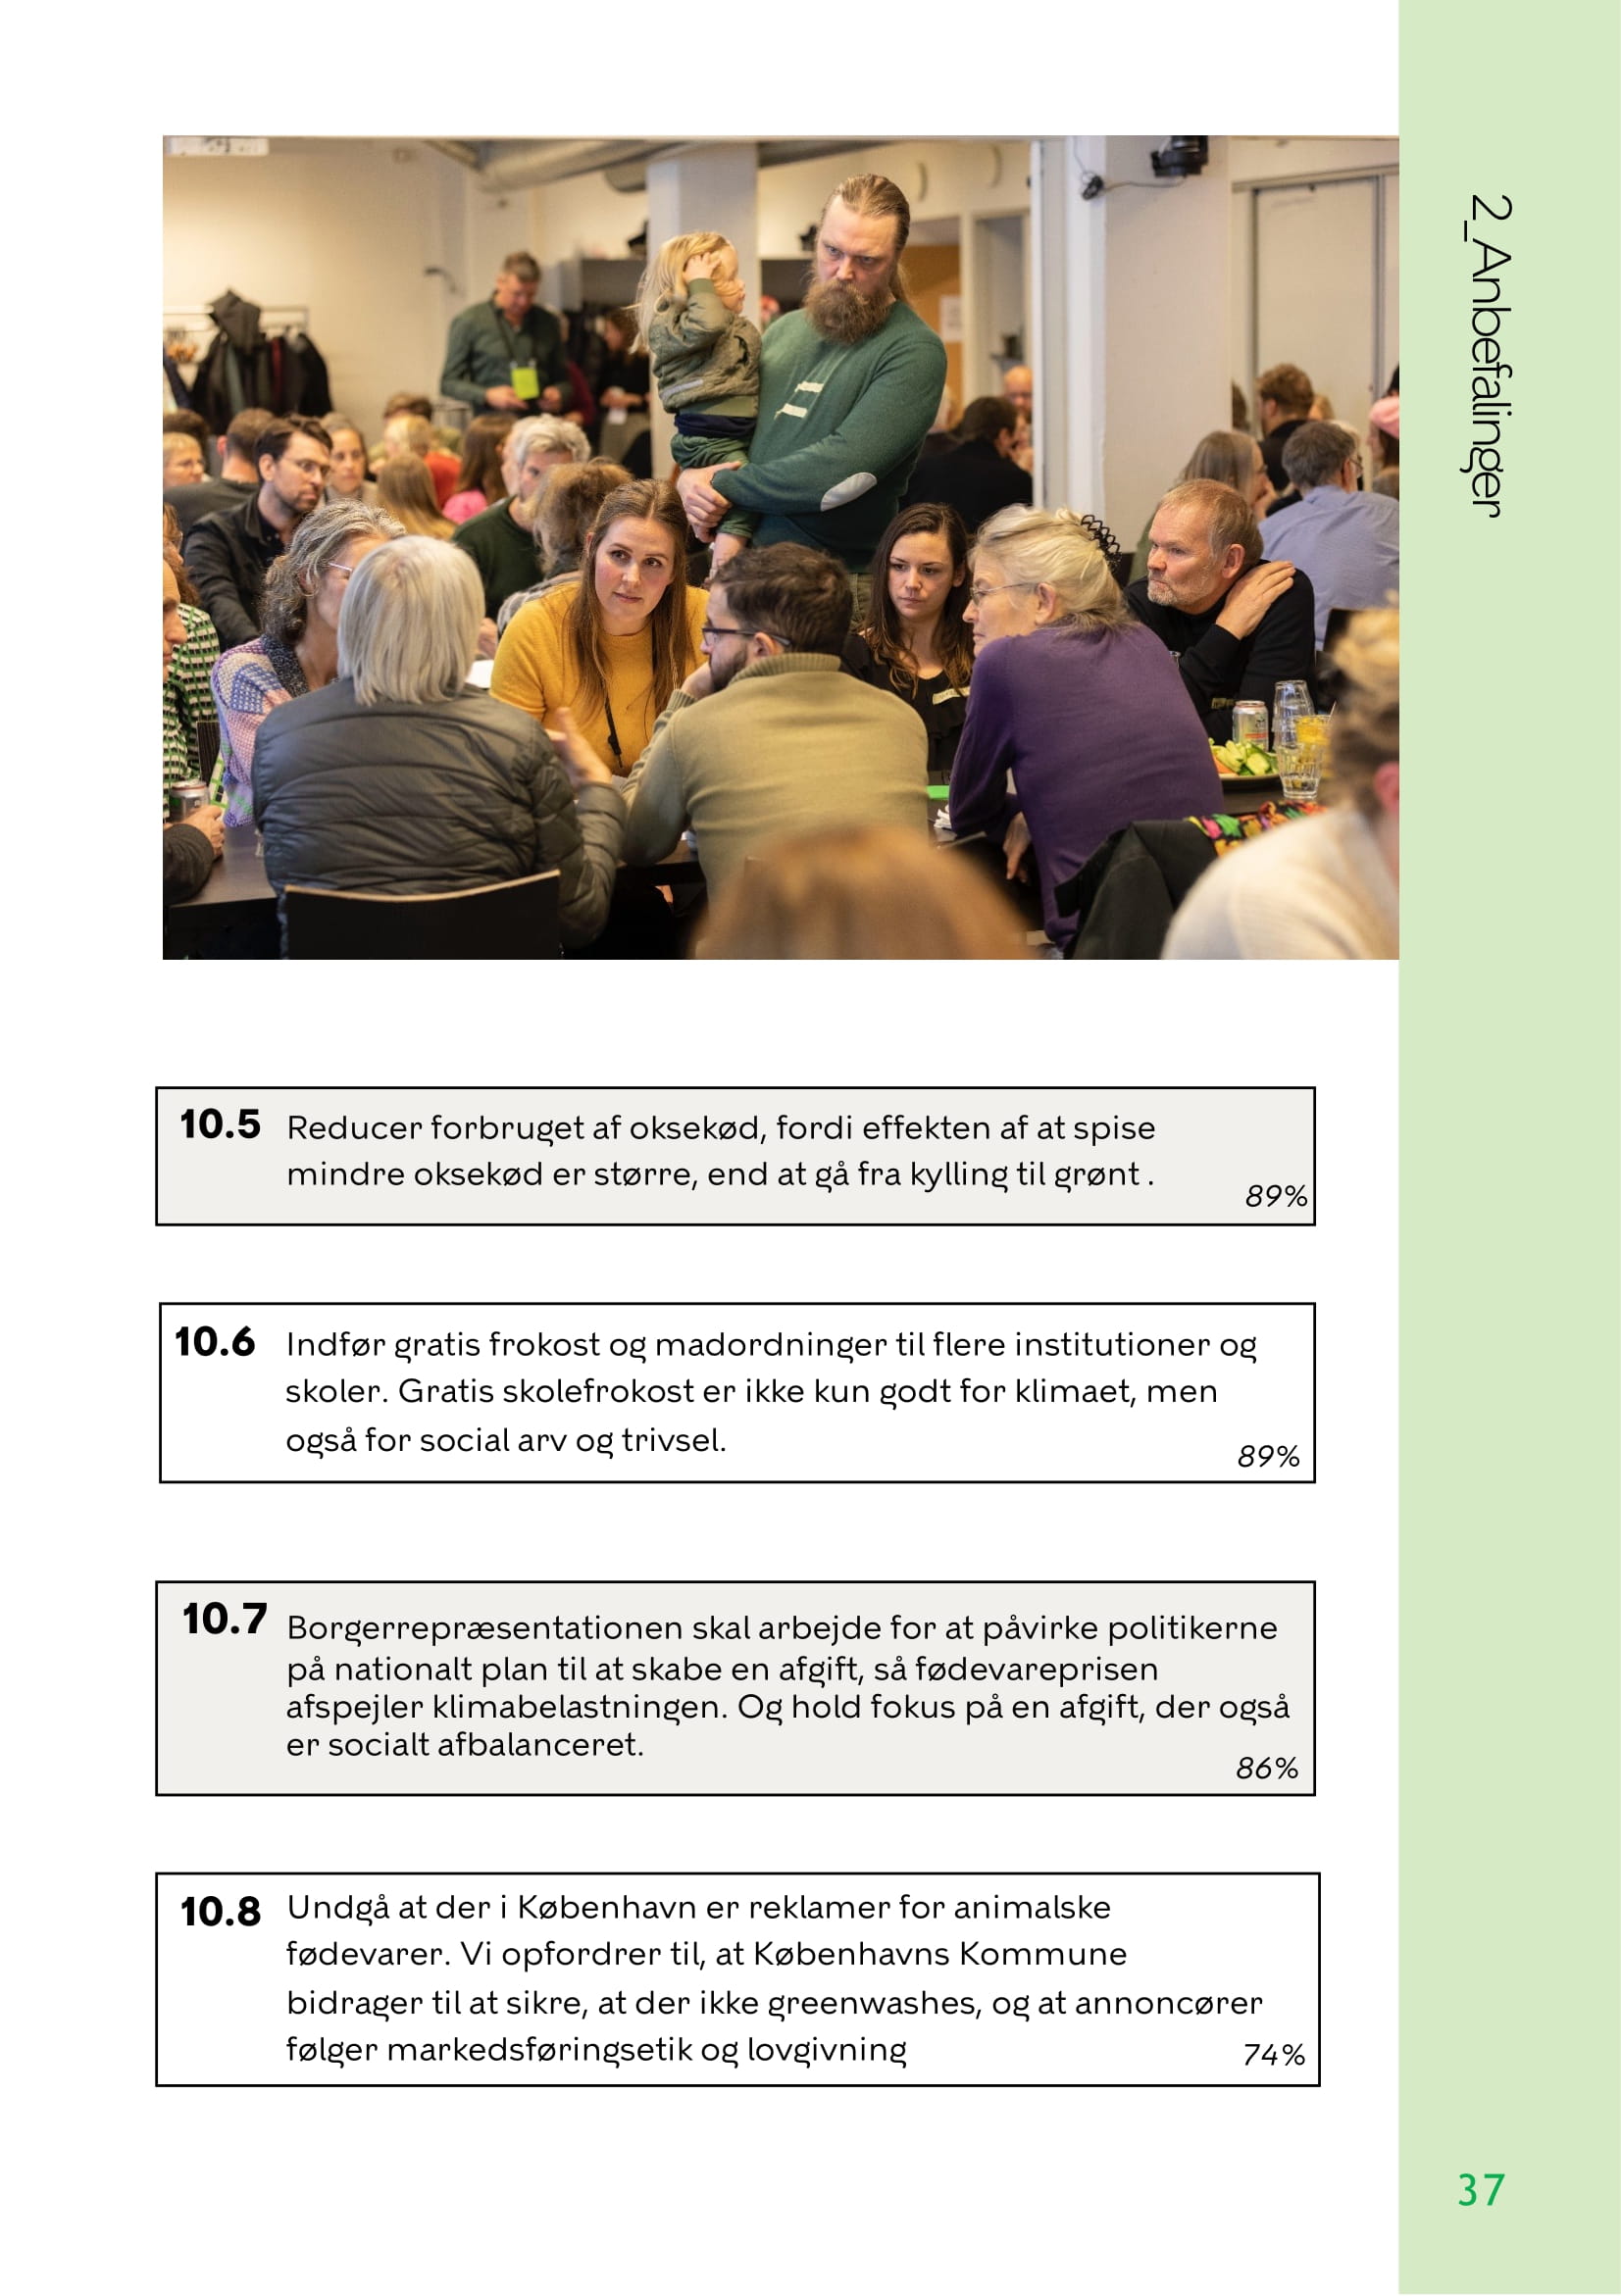 2_Anbefalinger
10.5 Reducer forbruget af oksekød, fordi effekten af at spise
mindre oksekød er større, end at gå fra kylling til grønt .
89%
10.6 Indfør gratis frokost og madordninger til flere institutioner og
skoler. Gratis skolefrokost er ikke kun godt for klimaet, men
også for social arv og trivsel.
89%
10.7 Borgerrepræsentationen skal arbejde for at påvirke politikerne
på nationalt plan til at skabe en afgift, så fødevareprisen
afspejler klimabelastningen. Og hold fokus på en afgift, der også
er socialt afbalanceret.
86%
10.8 Undgå at der i København er reklamer for animalske
fødevarer. Vi opfordrer til, at Københavns Kommune
bidrager til at sikre, at der ikke greenwashes, og at annoncører
følger markedsføringsetik og lovgivning
74%
37